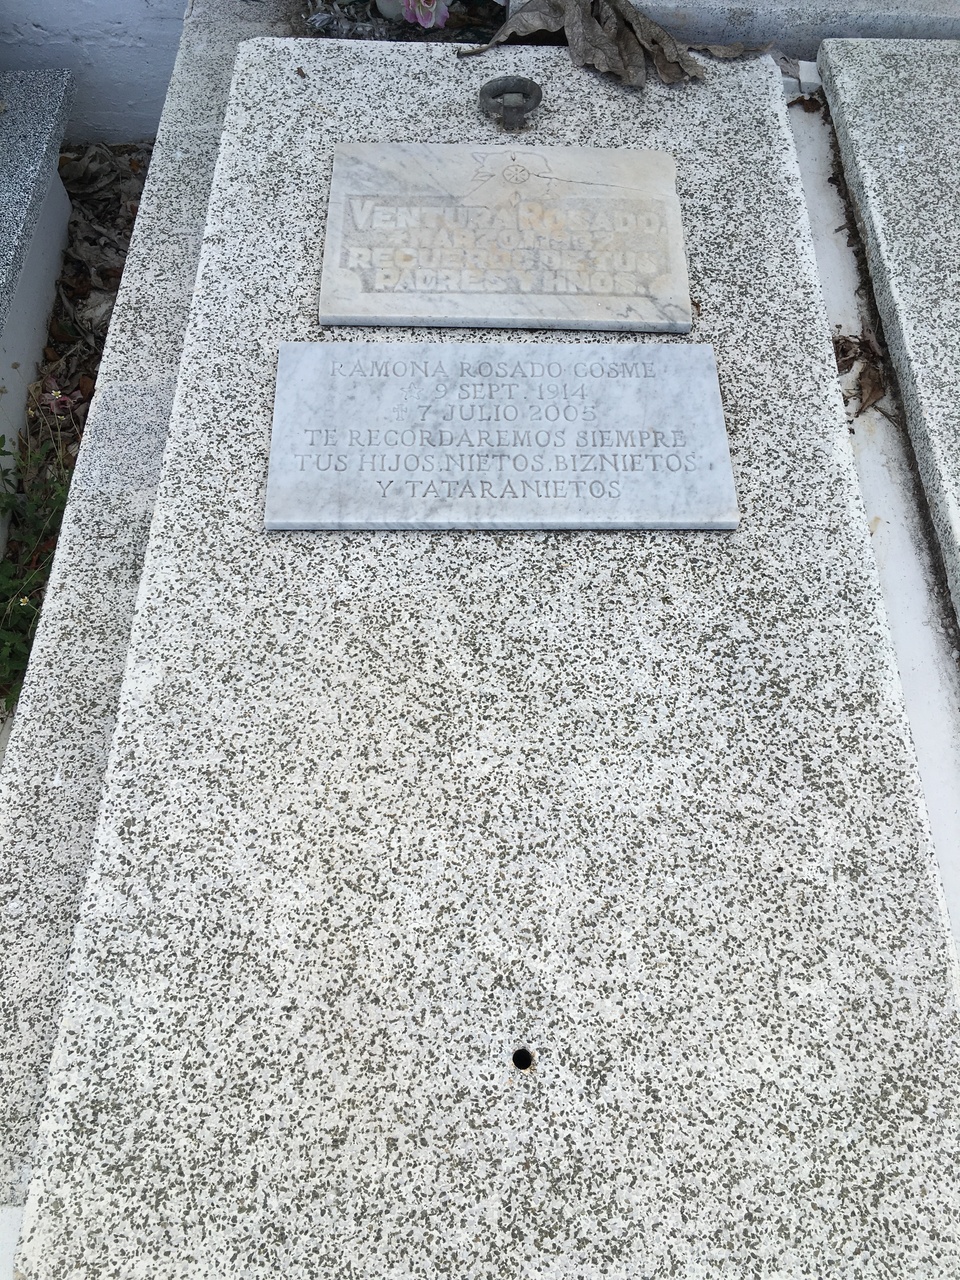 VENTURA ROSADO
RECUERDO DE TUS
PADRES Y HIJOS.
RAMONA ROSADO COSME
☆ 9 SEPT. 1914
✝ 7 JULIO 2005
TE RECORDAREMOS SIEMPRE
TUS HIJOS, NIETOS, BIZNIETOS
Y TATARANIETOS